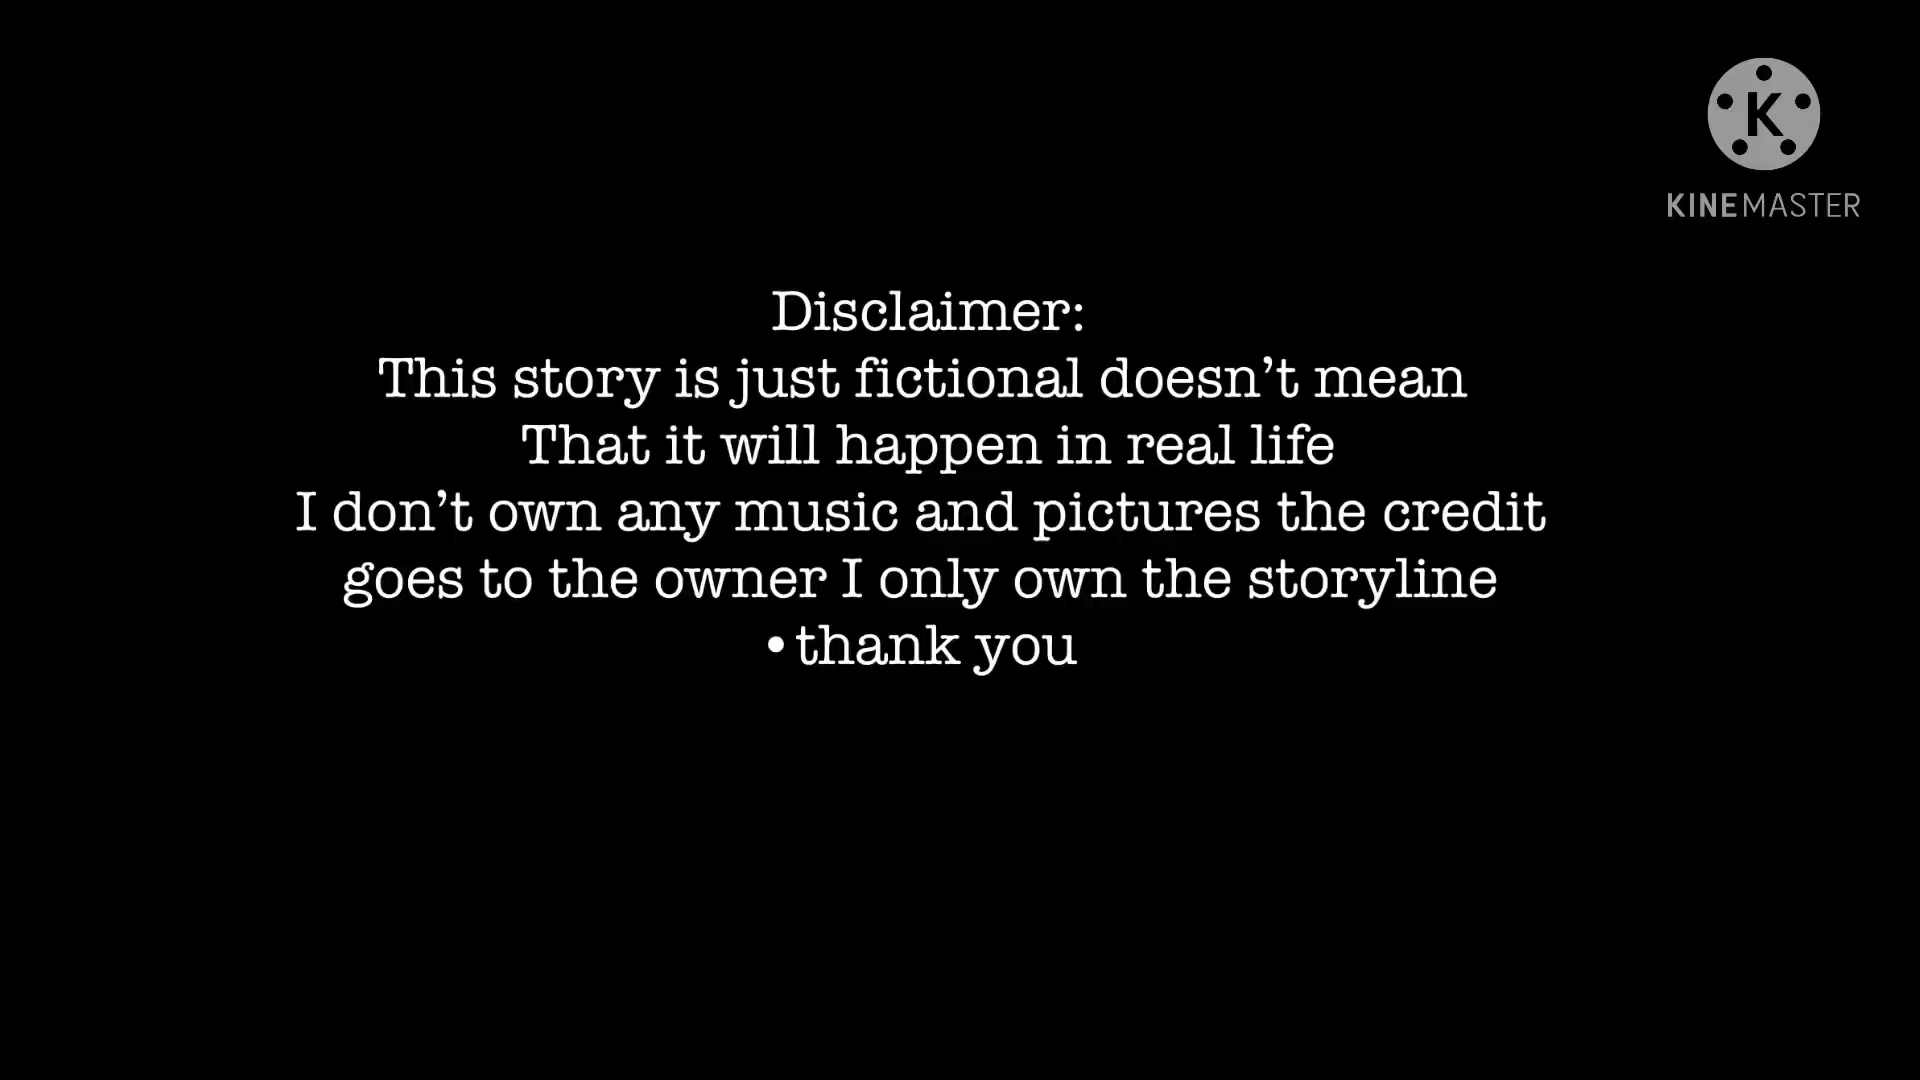 K
KINEMASTER
Disclaimer:
This story is just fictional doesn’t mean
That it will happen in real life
I don’t own any music and pictures the credit
goes to the owner I only own the storyline
•thank you